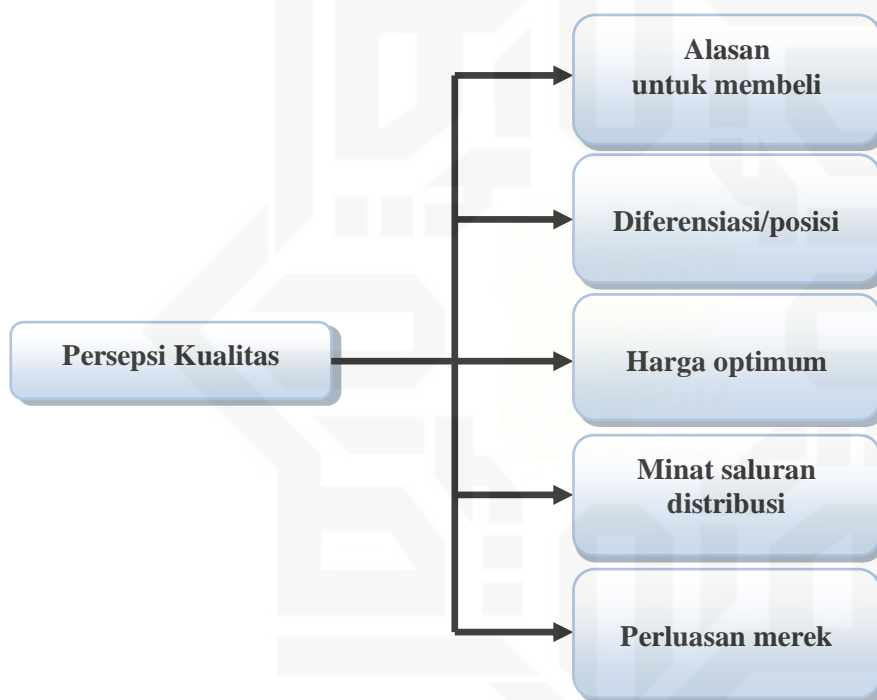 Alasan
untuk membeli
Diferensiasi/posisi
Persepsi Kualitas
Harga optimum
Minat saluran
distribusi
Perluasan merek